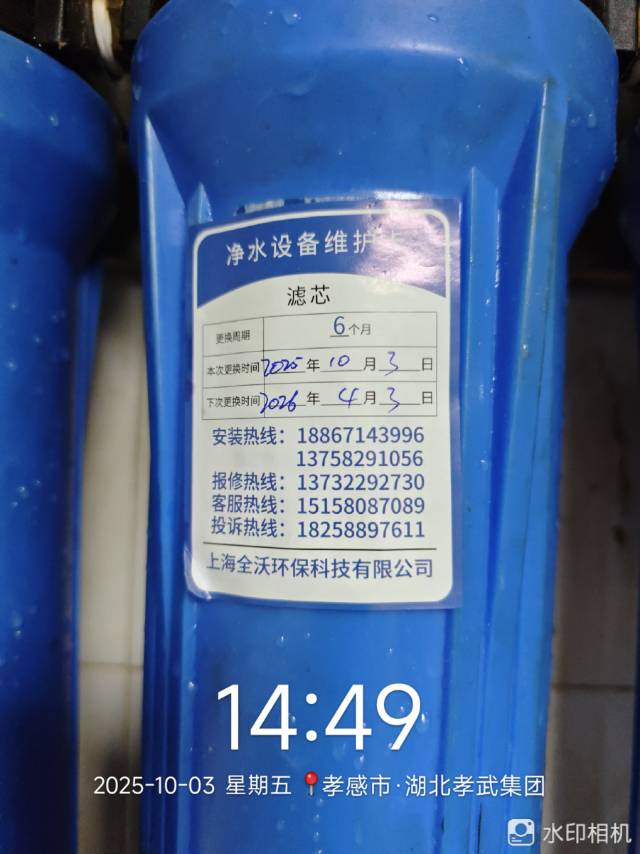 净水设备维护
滤芯
更换周期 6个月
本次更换时间 2025年10月3日
下次更换时间 2026年4月3日
安装热线：18867143996
13758291056
报修热线：13732292730
客服热线：15158087089
投诉热线：18258897611
上海全沃环保科技有限公司
14:49
2025-10-03 星期五 孝感市·湖北孝武集团
水印相机